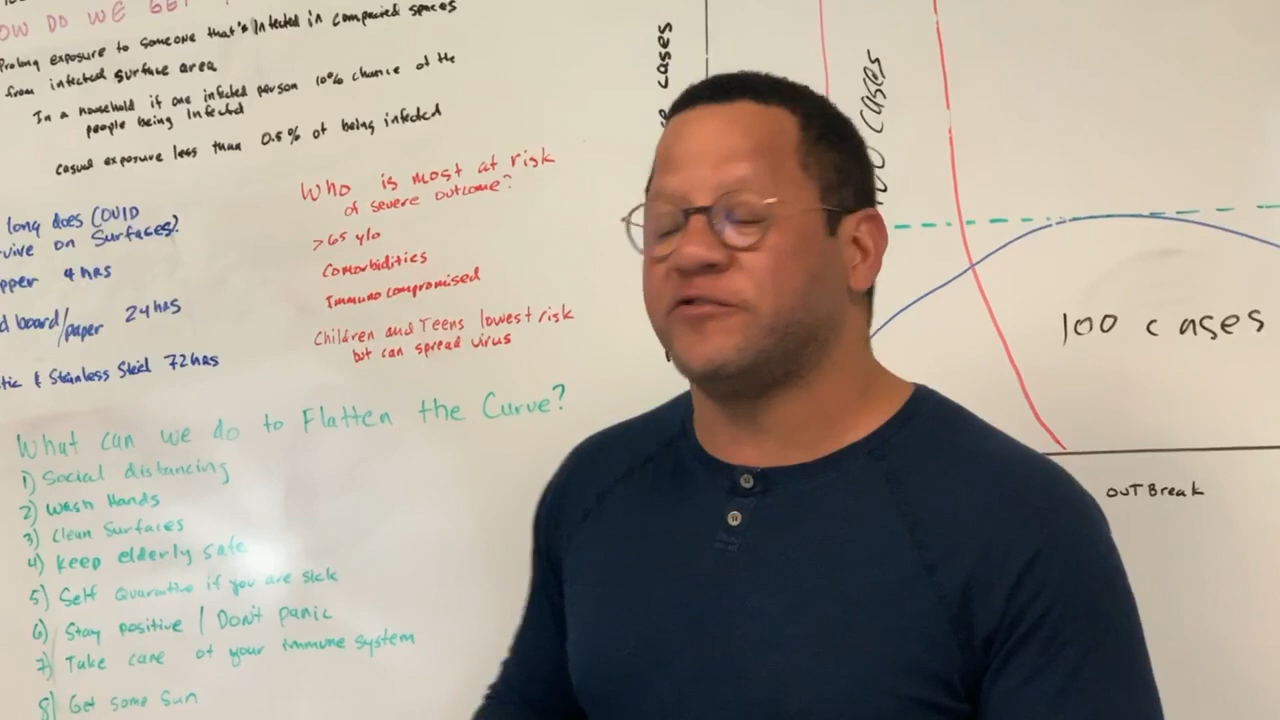 OW DO WE GET
Prolong exposure to someone that's Infected in compacted spaces
from infected surface area
In a household if one infected person 10% chance of the
people being Infected
casual exposure less than 0.5% of being infected
long does COVID
vive on Surfaces?
pper 4 hrs
d board/paper 24 hrs
tic & Stainless Steel 72 hrs
Who is most at risk
of severe outcome?
>65 y/o
Comorbidities
Immunocompromised
Children and Teens lowest risk
but can spread virus
What can we do to Flatten the Curve?
1) Social distancing
2) Wash Hands
3) Clean Surfaces
4) Keep elderly safe
5) Self Quarantine if you are sick
6) Stay positive / Don't panic
7) Take care of your immune system
8) Get some sun
cases
00 cases
100 cases
OUTBreak